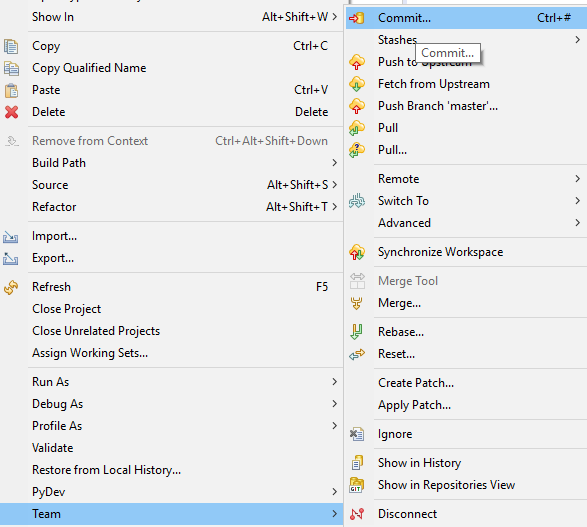 Show In Alt+Shift+W
Copy Ctrl+C
Copy Qualified Name
Paste Ctrl+V
Delete Delete
Remove from Context Ctrl+Alt+Shift+Down
Build Path
Source Alt+Shift+S
Refactor Alt+Shift+T
Import...
Export...
Refresh F5
Close Project
Close Unrelated Projects
Assign Working Sets...
Run As
Debug As
Profile As
Validate
Restore from Local History...
PyDev
Team
Commit... Ctrl+#
Stashes
Commit...
Push to Upstream
Fetch from Upstream
Push Branch 'master'...
Pull
Pull...
Remote
Switch To
Advanced
Synchronize Workspace
Merge Tool
Merge...
Rebase...
Reset...
Create Patch...
Apply Patch...
Ignore
Show in History
GIT Show in Repositories View
Disconnect